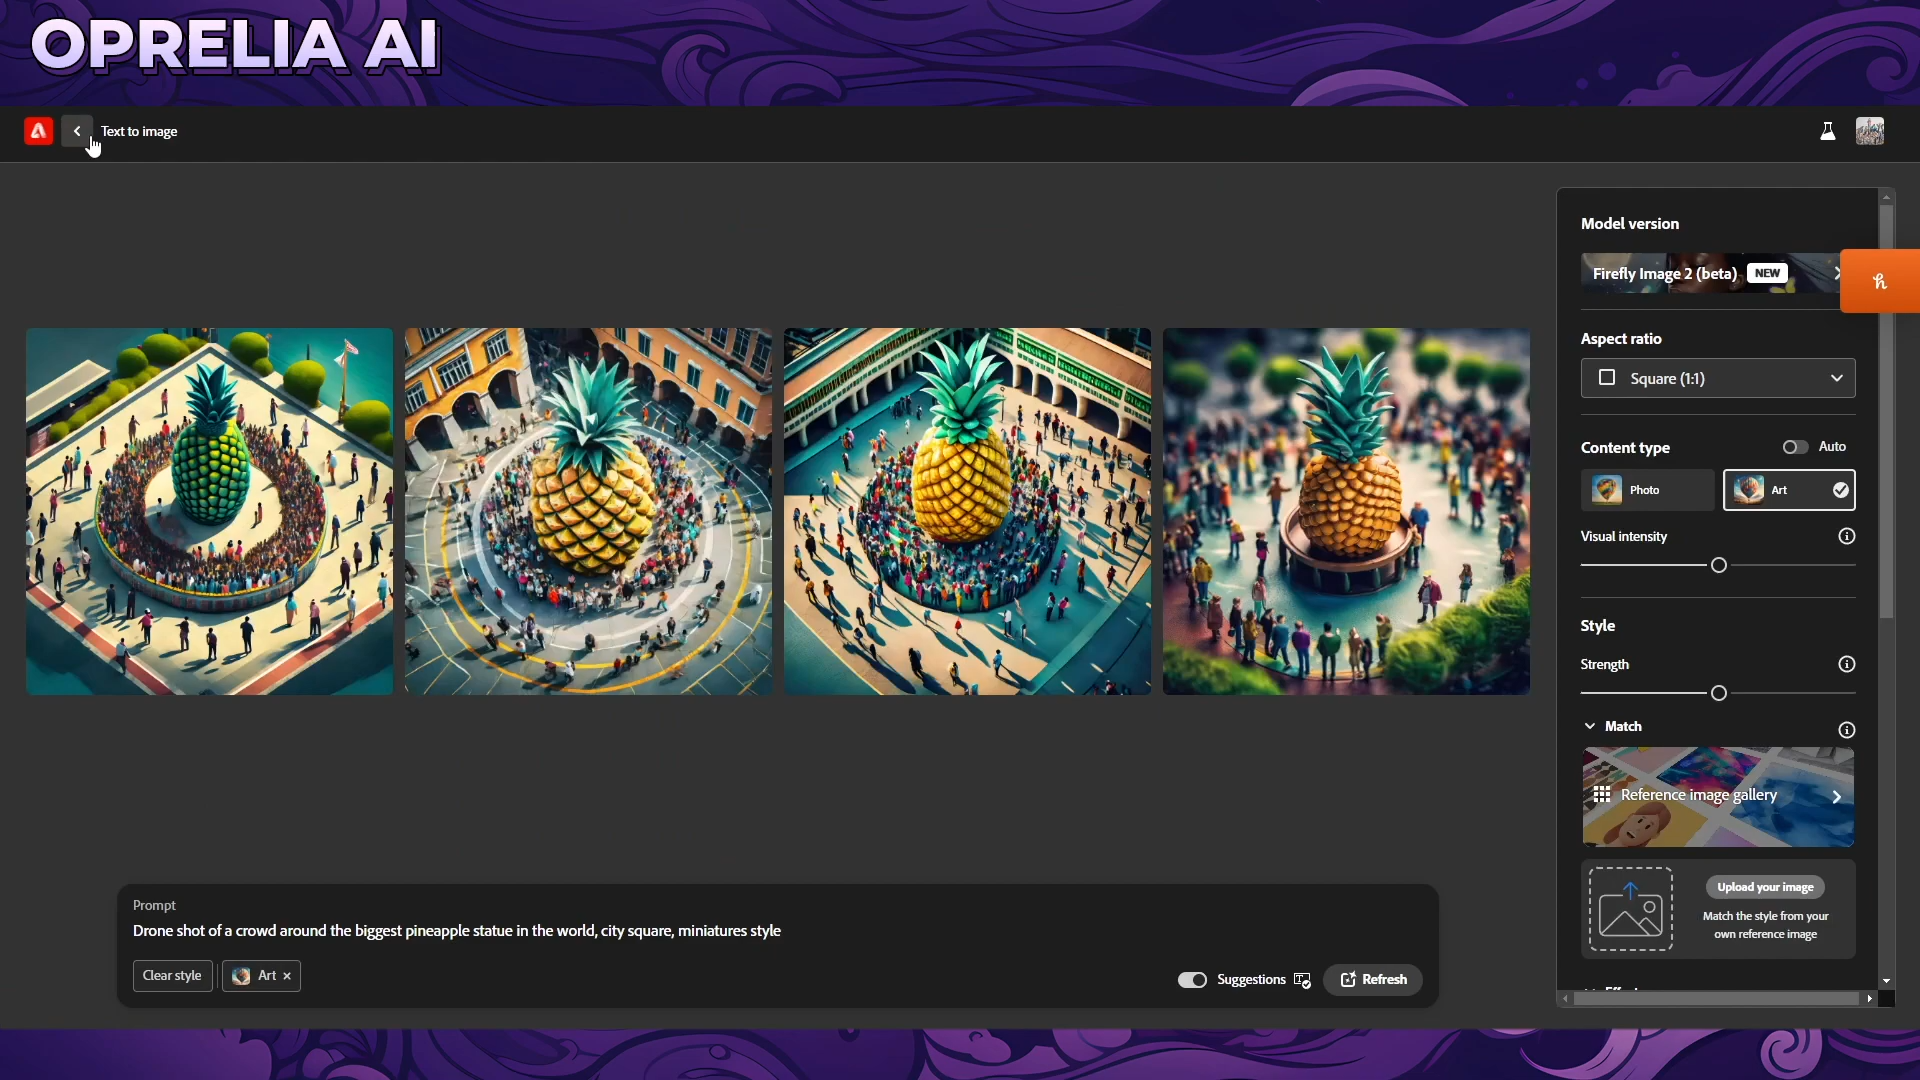 OPRELIA AI
Text to image
Model version
Firefly Image 2 (beta) NEW
Aspect ratio
Square (1:1)
Content type Auto
Photo
Art
Visual intensity
Style
Strength
Match
Reference image gallery
Upload your image
Match the style from your
own reference image
Prompt
Drone shot of a crowd around the biggest pineapple statue in the world, city square, miniatures style
Clear style
Art
Suggestions
Refresh